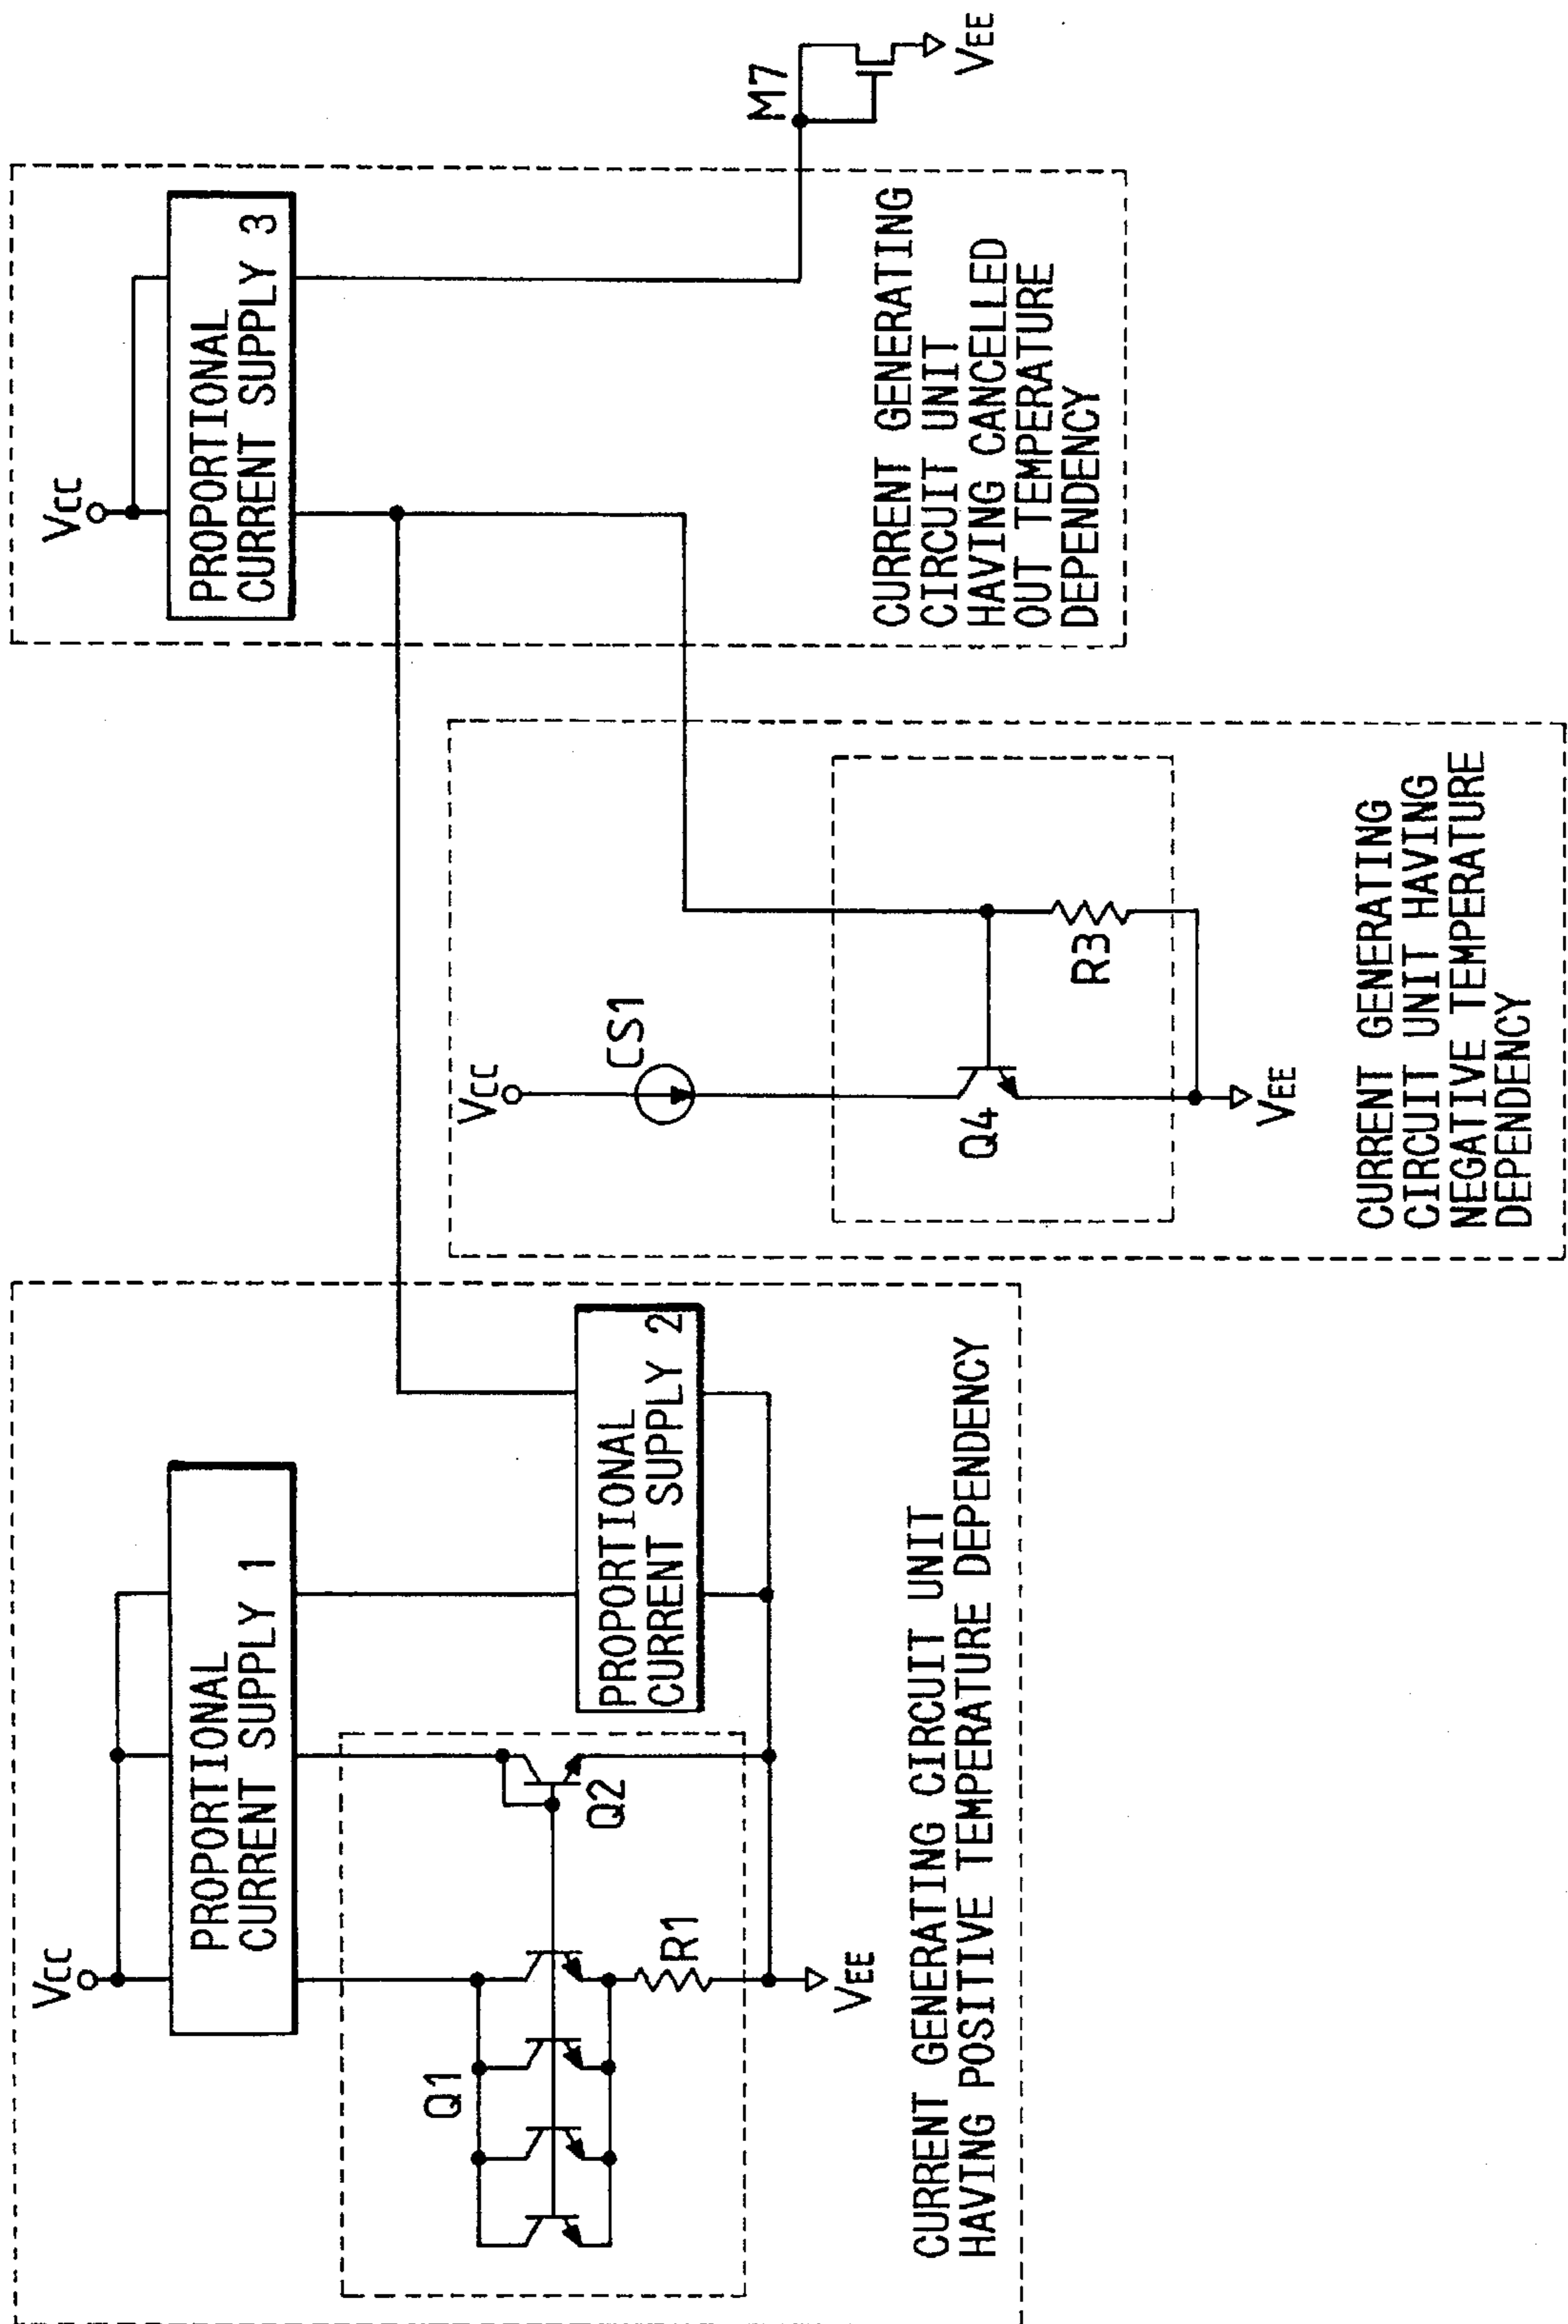 VCC
PROPORTIONAL
CURRENT SUPPLY 1
Q1
Q2
R1
VEE
PROPORTIONAL
CURRENT SUPPLY 2
CURRENT GENERATING CIRCUIT UNIT
HAVING POSITIVE TEMPERATURE DEPENDENCY
VCC
CS1
Q4
R3
VEE
CURRENT GENERATING
CIRCUIT UNIT HAVING
NEGATIVE TEMPERATURE
DEPENDENCY
VCC
PROPORTIONAL
CURRENT SUPPLY 3
CURRENT GENERATING
CIRCUIT UNIT
HAVING CANCELLED
OUT TEMPERATURE
DEPENDENCY
M7
VEE